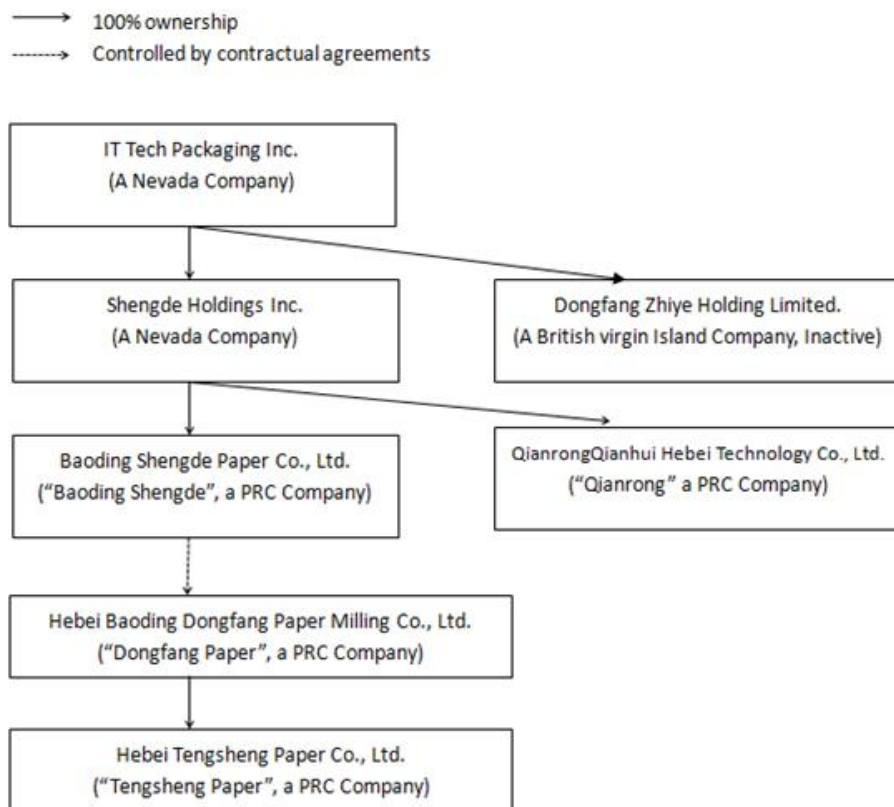 100% ownership
Controlled by contractual agreements
IT Tech Packaging Inc.
(A Nevada Company)
Shengde Holdings Inc.
(A Nevada Company)
Dongfang Zhiye Holding Limited.
(A British virgin Island Company, Inactive)
Baoding Shengde Paper Co., Ltd.
(“Baoding Shengde”, a PRC Company)
QianrongQianhui Hebei Technology Co., Ltd.
(“Qianrong” a PRC Company)
Hebei Baoding Dongfang Paper Milling Co., Ltd.
(“Dongfang Paper”, a PRC Company)
Hebei Tengsheng Paper Co., Ltd.
(“Tengsheng Paper”, a PRC Company)